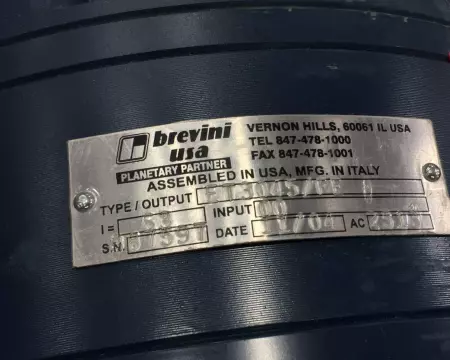 brevini
usa
PLANETARY PARTNER
VERNON HILLS, 60061 IL USA
TEL 847-478-1000
FAX 847-478-1001
ASSEMBLED IN USA, MFG. IN ITALY
TYPE / OUTPUT
I = INPUT
S.N. DATE /04 AC